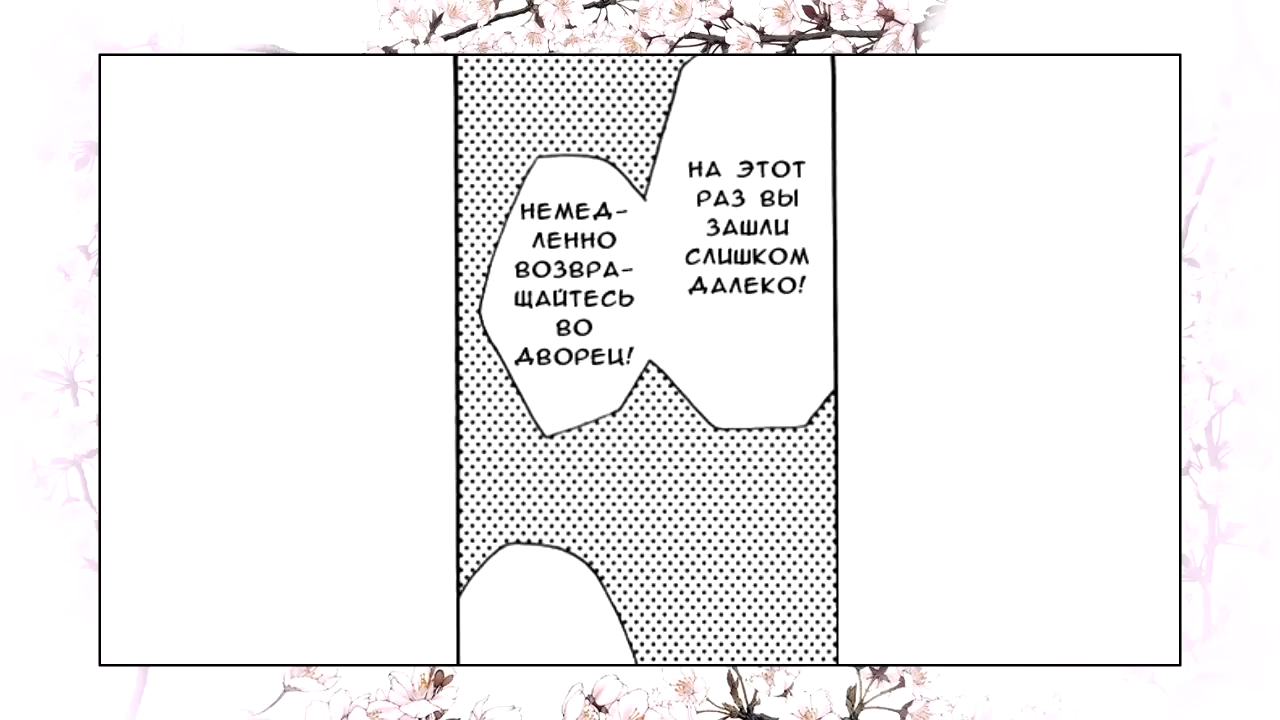 НА ЭТОТ
РАЗ ВЫ
ЗАШЛИ
СЛИШКОМ
ДАЛЕКО!
НЕМЕД-
ЛЕННО
ВОЗВРА-
ЩАЙТЕСЬ
ВО
ДВОРЕЦ!